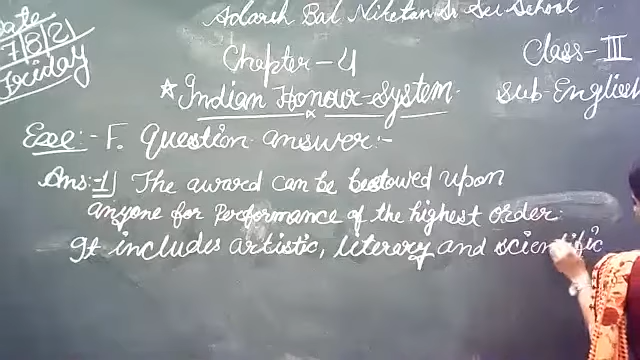 Adarsh Bal Niketan Sr Sec School
Date
7/8/21
Friday
Chapter-4
Class-III
* Indian Honour System
Sub-English
Exe:- F. Question answer:-
Ans:-1) The award can be bestowed upon
anyone for Performance of the highest order.
It includes artistic, literary and scientific